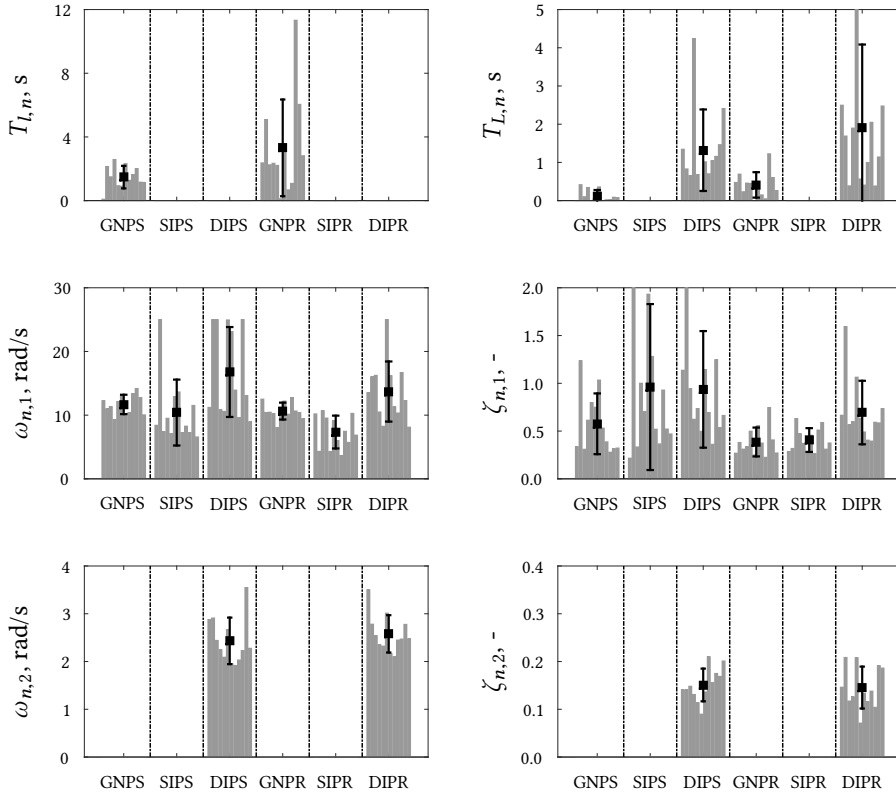 12
8
4
0
T_{l,n}, s
GNPS SIPS DIPS GNPR SIPR DIPR
5
4
3
2
1
0
T_{L,n}, s
GNPS SIPS DIPS GNPR SIPR DIPR
30
20
10
0
ω_{n,1}, rad/s
GNPS SIPS DIPS GNPR SIPR DIPR
2.0
1.5
1.0
0.5
0.0
ζ_{n,1}, -
GNPS SIPS DIPS GNPR SIPR DIPR
4
3
2
1
0
ω_{n,2}, rad/s
GNPS SIPS DIPS GNPR SIPR DIPR
0.4
0.3
0.2
0.1
0.0
ζ_{n,2}, -
GNPS SIPS DIPS GNPR SIPR DIPR